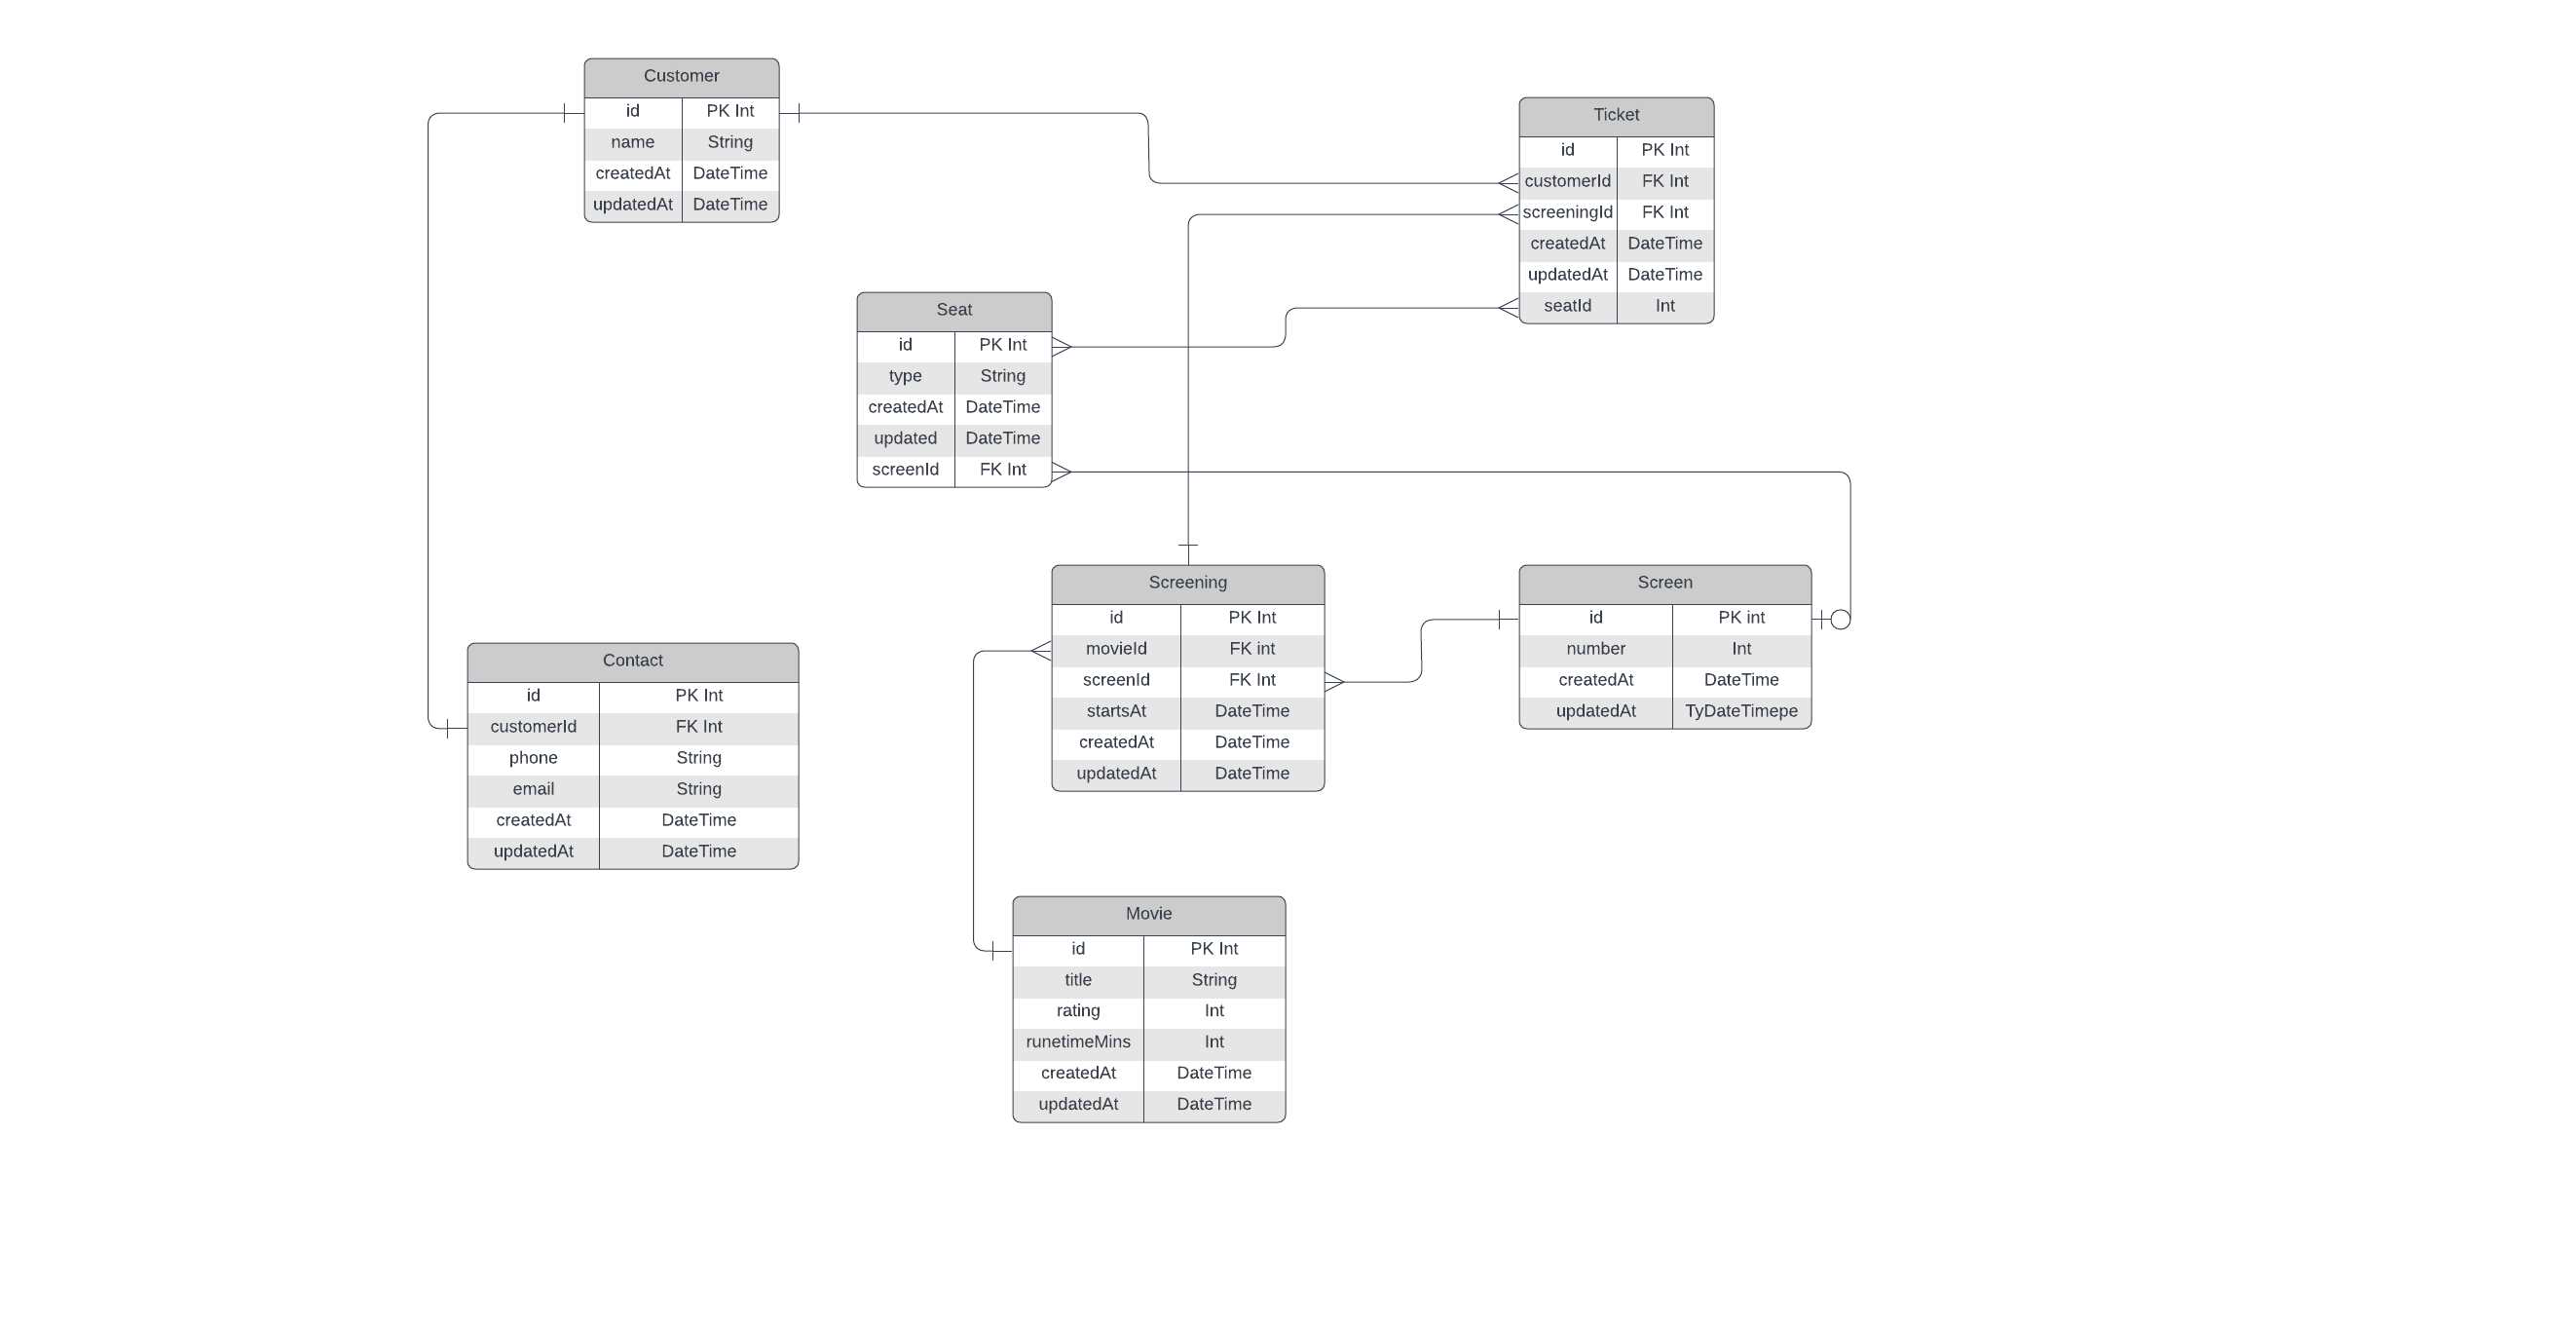 Customer
id PK Int
name String
createdAt DateTime
updatedAt DateTime
Ticket
id PK Int
customerId FK Int
screeningId FK Int
createdAt DateTime
updatedAt DateTime
seatId Int
Seat
id PK Int
type String
createdAt DateTime
updated DateTime
screenId FK Int
Screening
id PK Int
movieId FK int
screenId FK Int
startsAt DateTime
createdAt DateTime
updatedAt DateTime
Screen
id PK int
number Int
createdAt DateTime
updatedAt TyDateTimepe
Contact
id PK Int
customerId FK Int
phone String
email String
createdAt DateTime
updatedAt DateTime
Movie
id PK Int
title String
rating Int
runetimeMins Int
createdAt DateTime
updatedAt DateTime